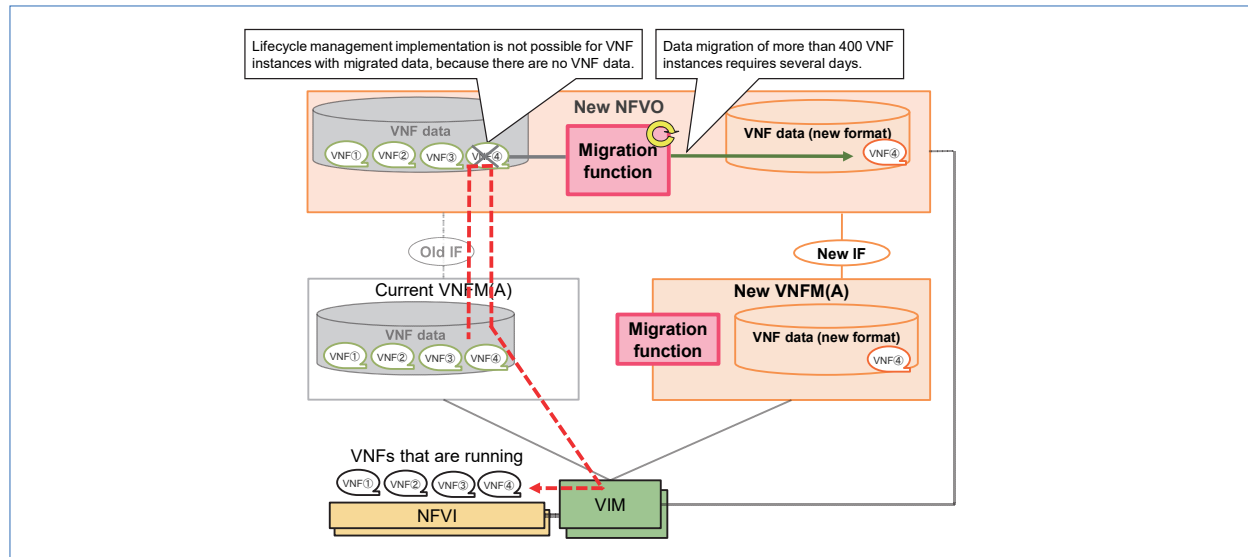 Lifecycle management implementation is not possible for VNF
instances with migrated data, because there are no VNF data.
Data migration of more than 400 VNF
instances requires several days.
New NFVO
VNF data
VNF① VNF② VNF③ VNF④
Migration
function
VNF data (new format)
VNF④
Old IF
New IF
Current VNFM(A)
VNF data
VNF① VNF② VNF③ VNF④
New VNFM(A)
Migration
function
VNF data (new format)
VNF④
VNFs that are running
VNF① VNF② VNF③ VNF④
NFVI
VIM